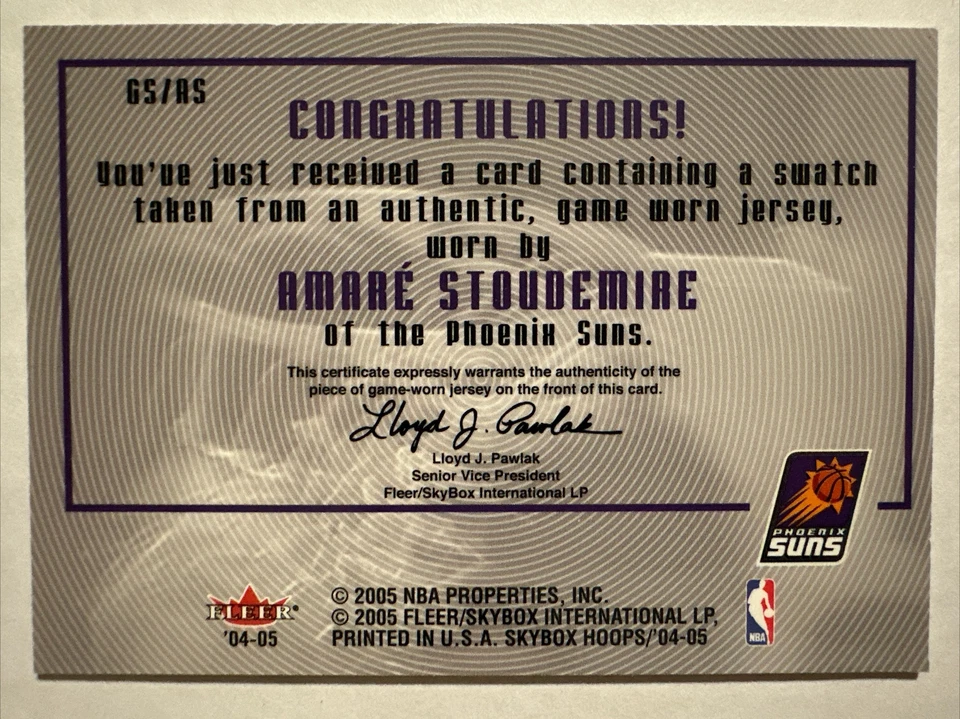 GS/AS
CONGRATULATIONS!
You've just received a card containing a swatch
taken from an authentic, game worn jersey,
worn by
AMARÉ STOUDEMIRE
of the Phoenix Suns.
This certificate expressly warrants the authenticity of the
piece of game-worn jersey on the front of this card.
Lloyd J. Pawlak
Lloyd J. Pawlak
Senior Vice President
Fleer/SkyBox International LP
PHOENIX
SUNS
FLEER®
'04-05
© 2005 NBA PROPERTIES, INC.
© 2005 FLEER/SKYBOX INTERNATIONAL LP,
PRINTED IN U.S.A. SKYBOX HOOPS/'04-05
NBA